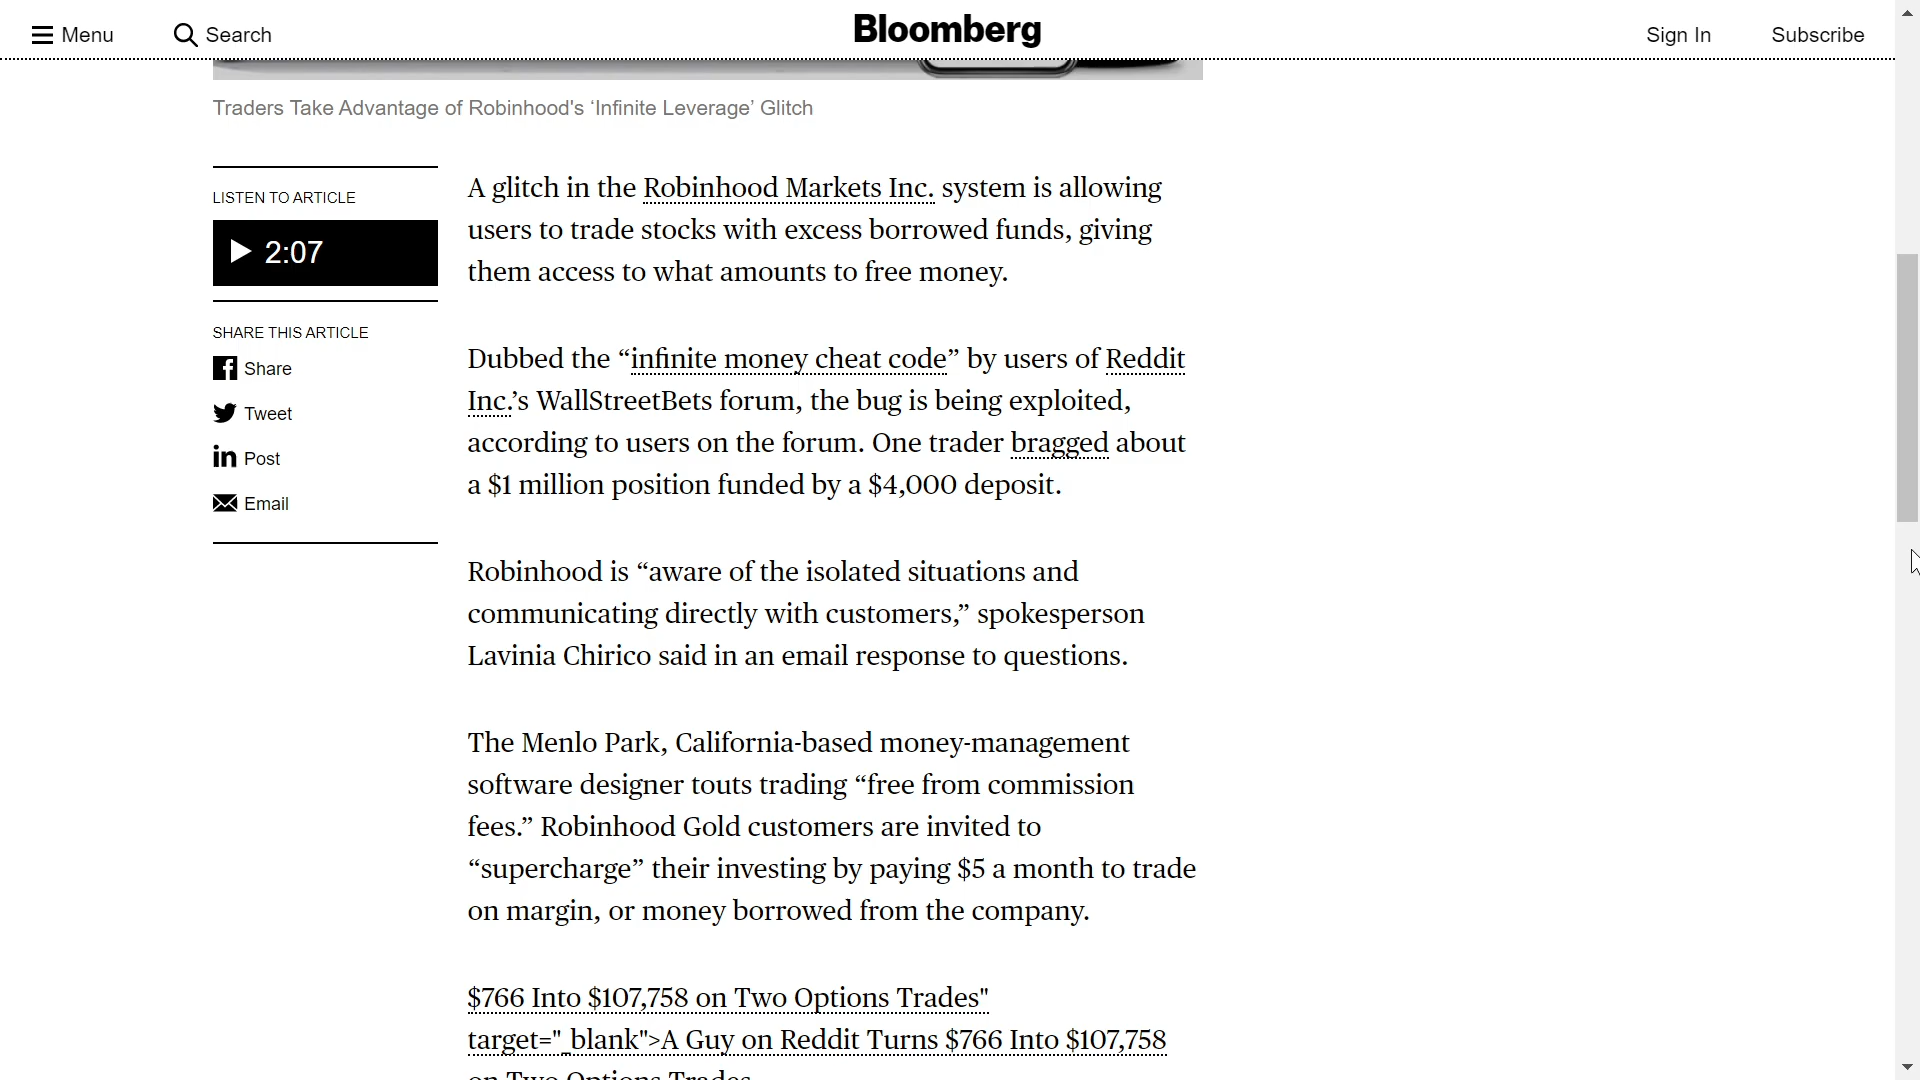 Menu
Search
Bloomberg
Sign In
Subscribe
Traders Take Advantage of Robinhood's ‘Infinite Leverage’ Glitch
LISTEN TO ARTICLE
2:07
SHARE THIS ARTICLE
Share
Tweet
Post
Email
A glitch in the Robinhood Markets Inc. system is allowing
users to trade stocks with excess borrowed funds, giving
them access to what amounts to free money.
Dubbed the “infinite money cheat code” by users of Reddit
Inc.’s WallStreetBets forum, the bug is being exploited,
according to users on the forum. One trader bragged about
a $1 million position funded by a $4,000 deposit.
Robinhood is “aware of the isolated situations and
communicating directly with customers,” spokesperson
Lavinia Chirico said in an email response to questions.
The Menlo Park, California-based money-management
software designer touts trading “free from commission
fees.” Robinhood Gold customers are invited to
“supercharge” their investing by paying $5 a month to trade
on margin, or money borrowed from the company.
$766 Into $107,758 on Two Options Trades"
target="_blank">A Guy on Reddit Turns $766 Into $107,758
on Two Options Trades